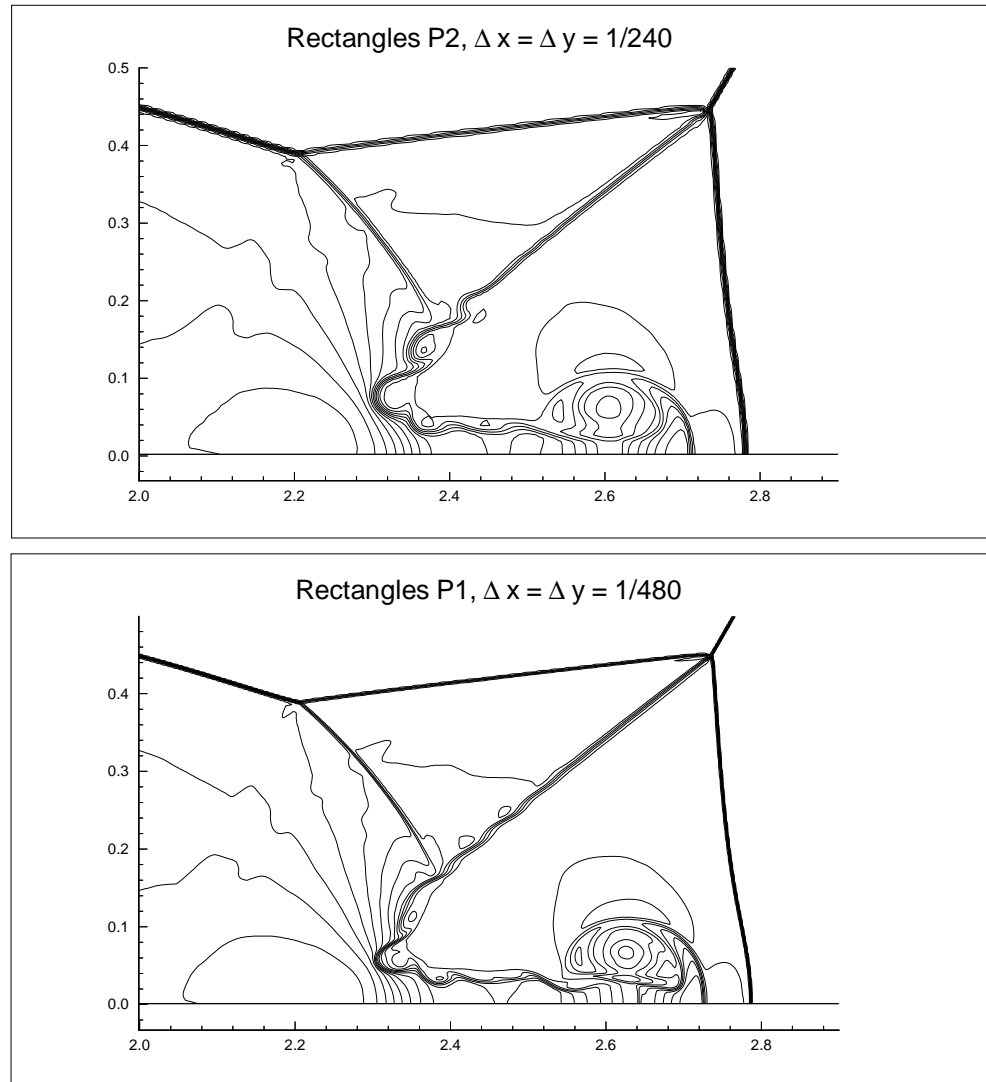 Rectangles P2, Δ x = Δ y = 1/240
0.5
0.4
0.3
0.2
0.1
0.0
2.0 2.2 2.4 2.6 2.8
Rectangles P1, Δ x = Δ y = 1/480
0.4
0.3
0.2
0.1
0.0
2.0 2.2 2.4 2.6 2.8